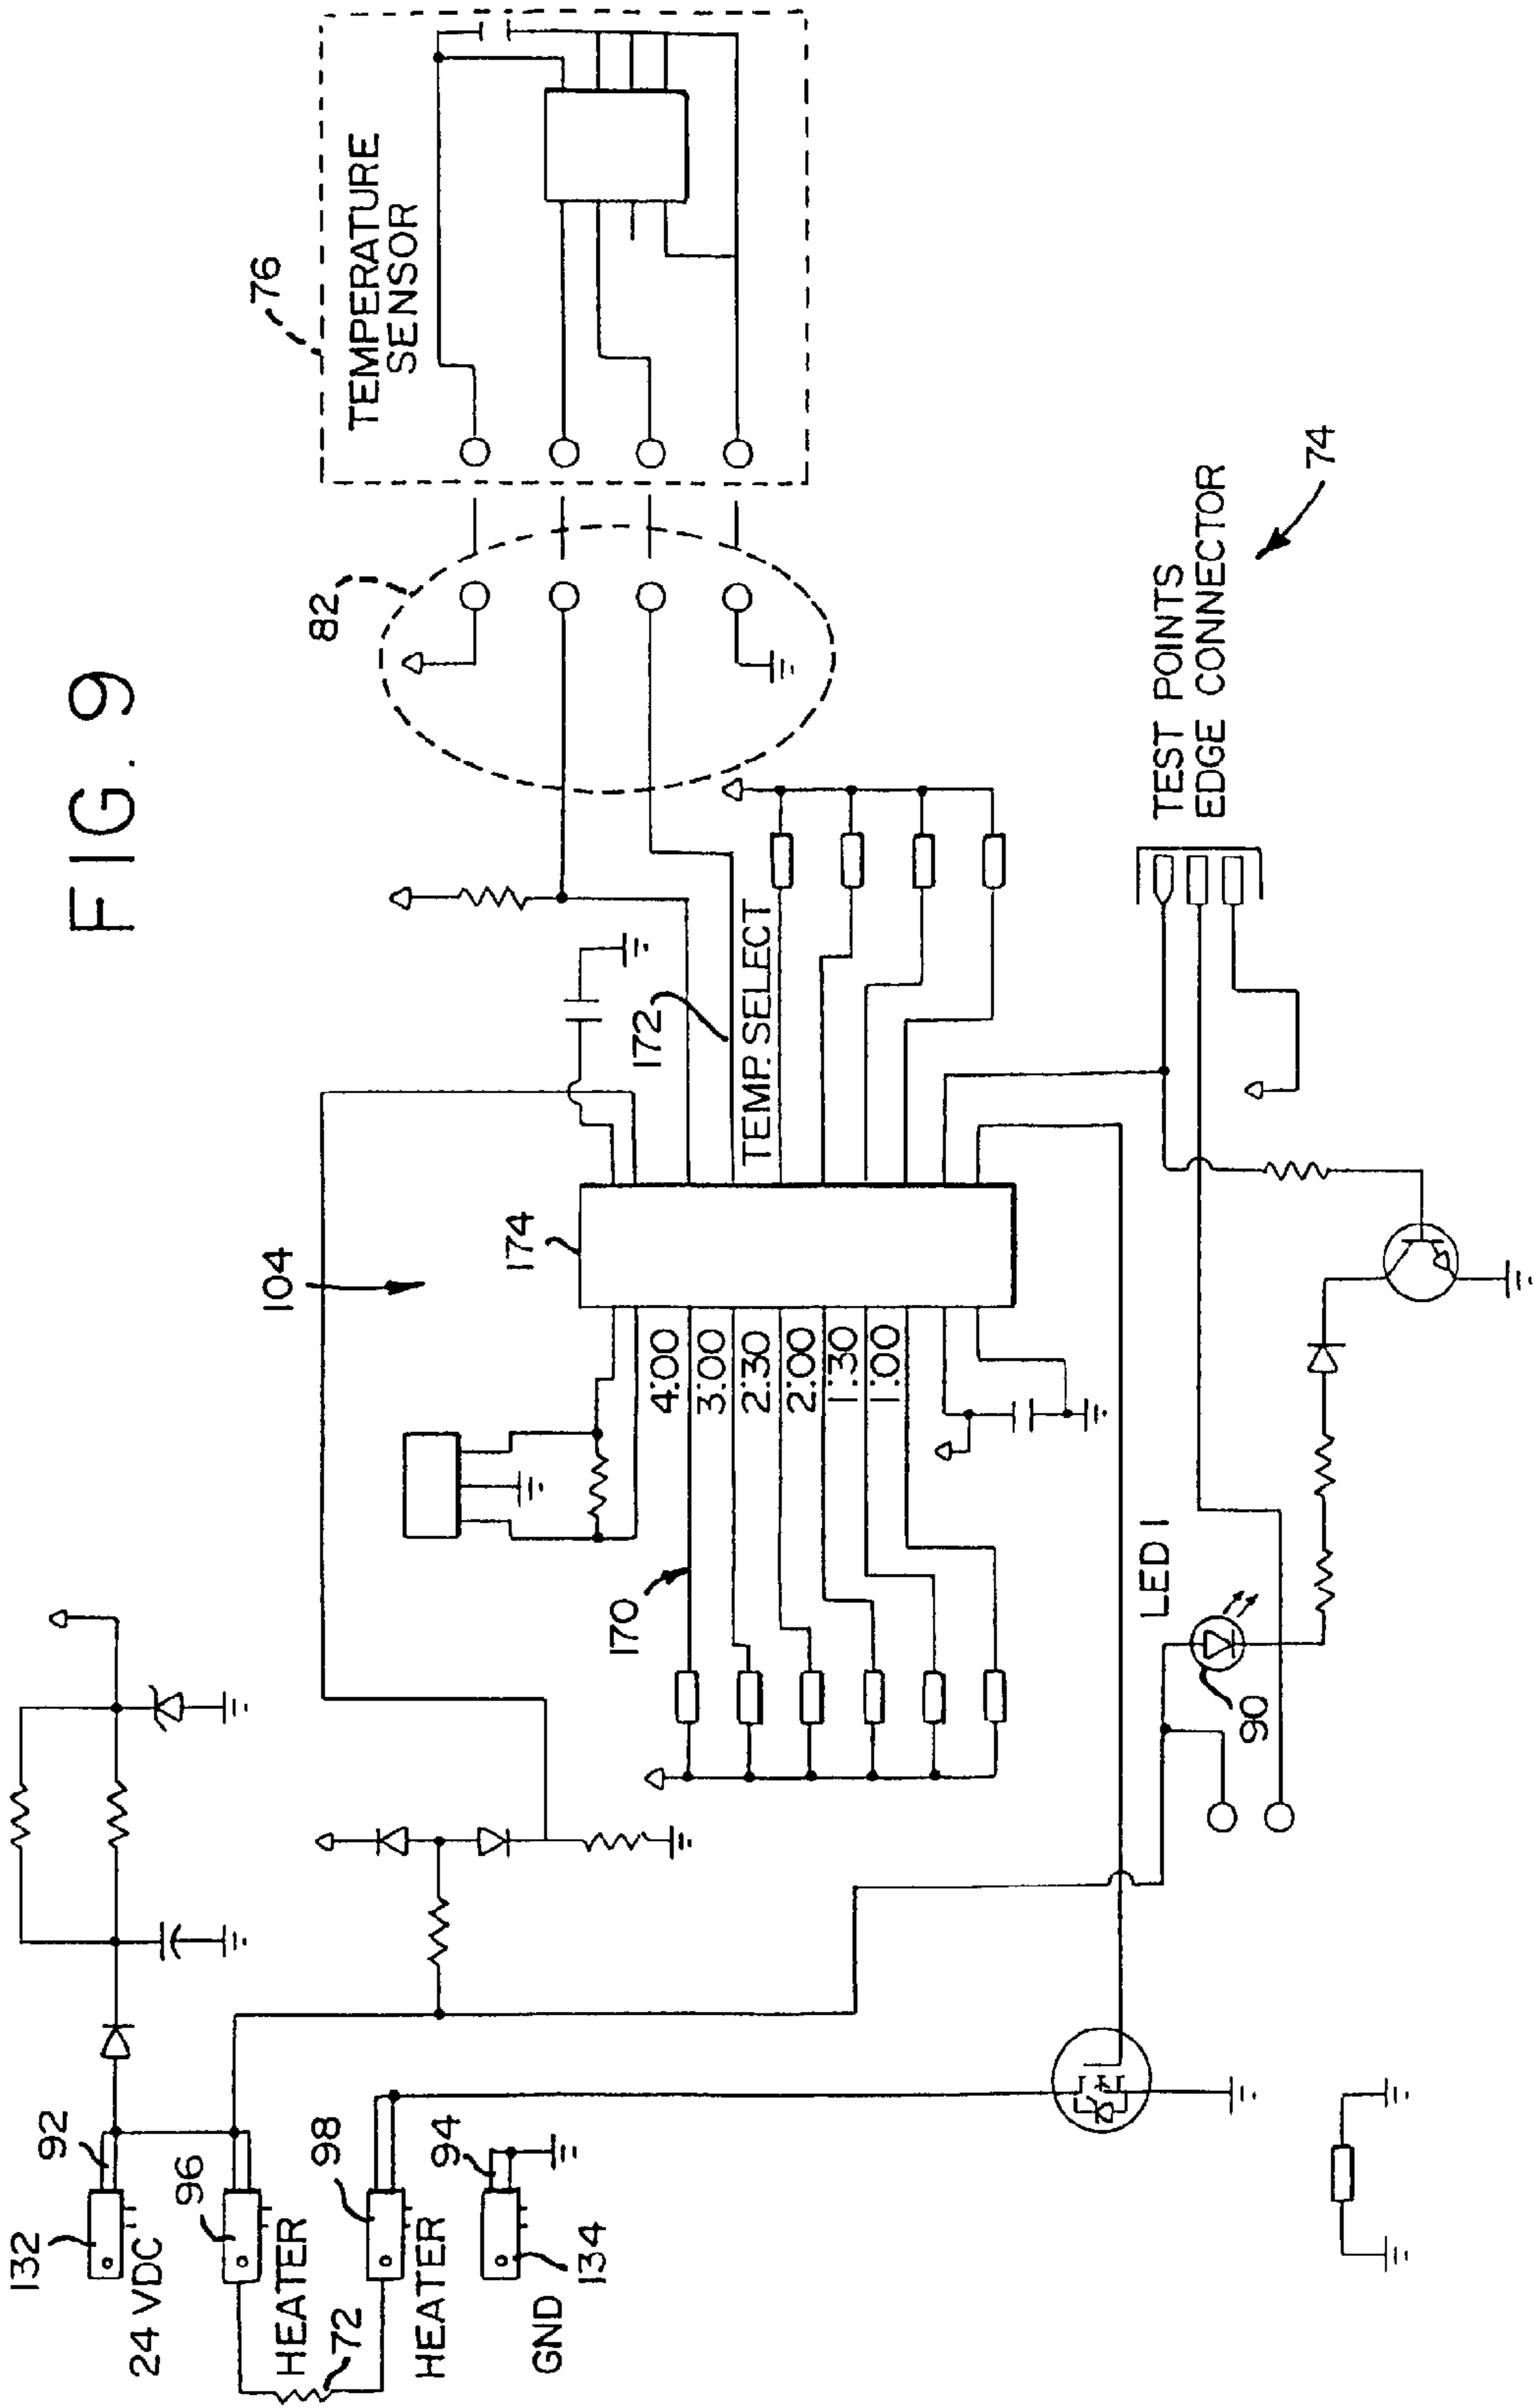 FIG. 9
132
92
24 VDC
96
HEATER
72
98
HEATER
94
134
GND
104
174
170
4:00
3:00
2:30
2:00
1:30
1:00
172
TEMP. SELECT
82
76
TEMPERATURE
SENSOR
LED 1
90
TEST POINTS
EDGE CONNECTOR
74